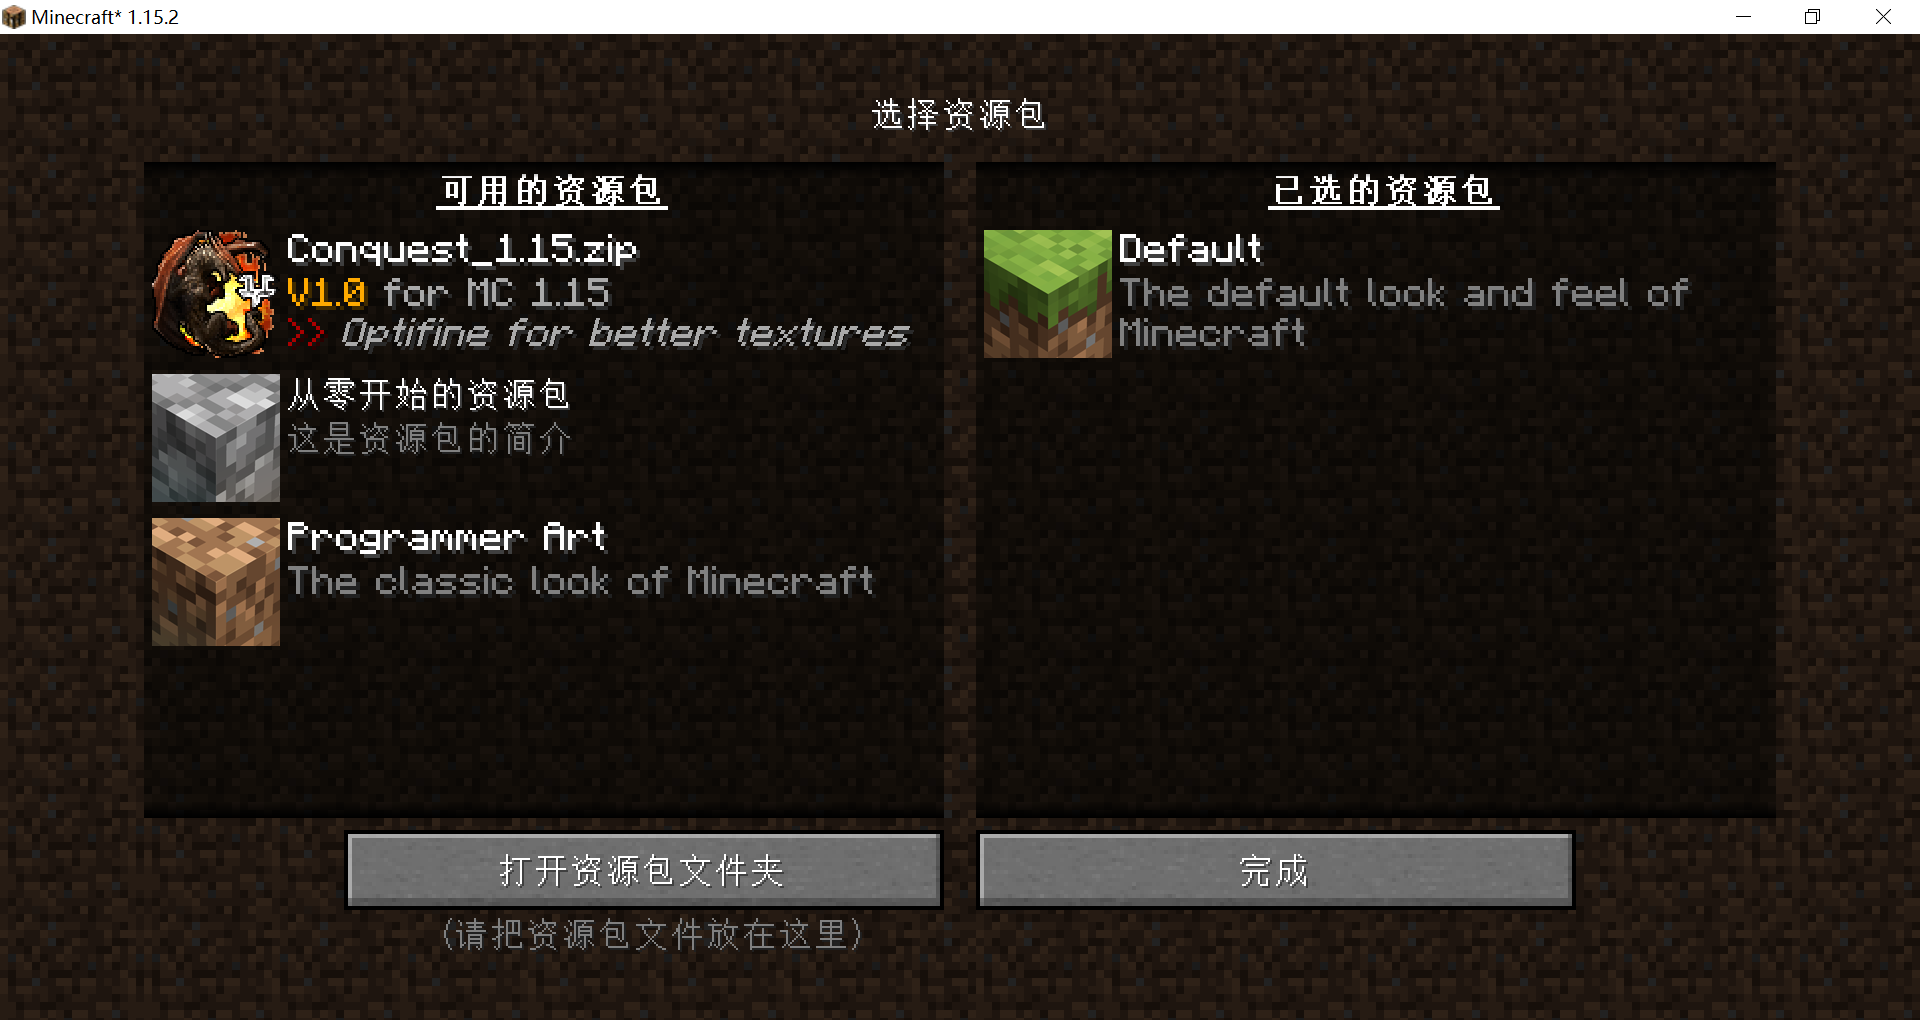 Minecraft* 1.15.2
选择资源包
可用的资源包
Conquest_1.15.zip
V1.0 for MC 1.15
>> Optifine for better textures
从零开始的资源包
这是资源包的简介
Programmer Art
The classic look of Minecraft
已选的资源包
Default
The default look and feel of
Minecraft
打开资源包文件夹
(请把资源包文件放在这里)
完成